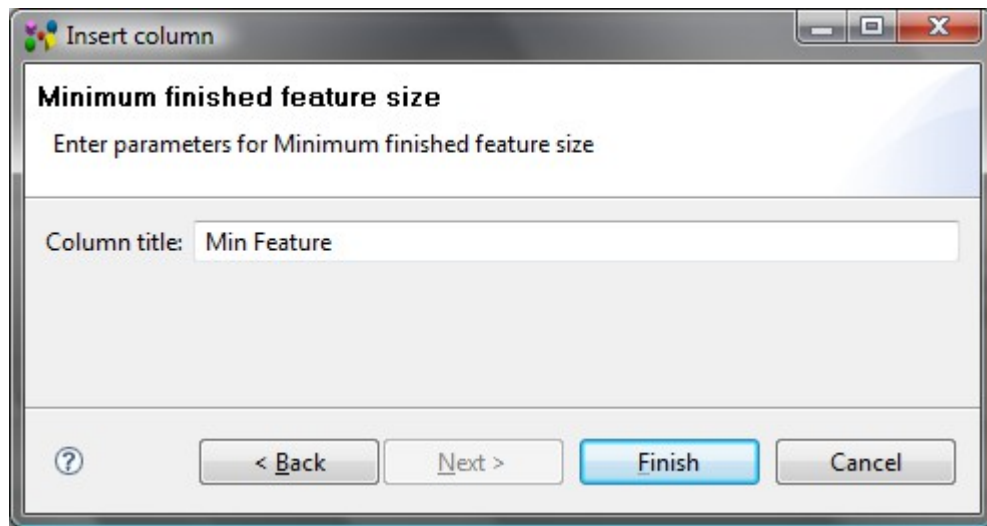 Insert column
Minimum finished feature size
Enter parameters for Minimum finished feature size
Column title: Min Feature
? < Back Next > Finish Cancel